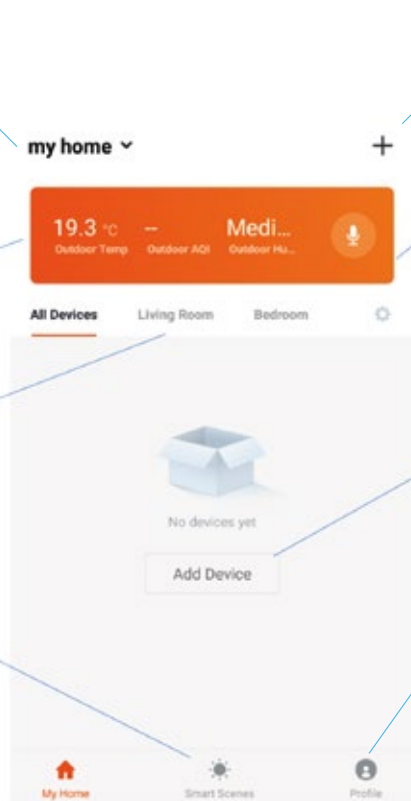 my home
19.3 °C -- Medi...
Outdoor Temp Outdoor AQI Outdoor Hu...
All Devices Living Room Bedroom
No devices yet
Add Device
My Home Smart Scenes Profile